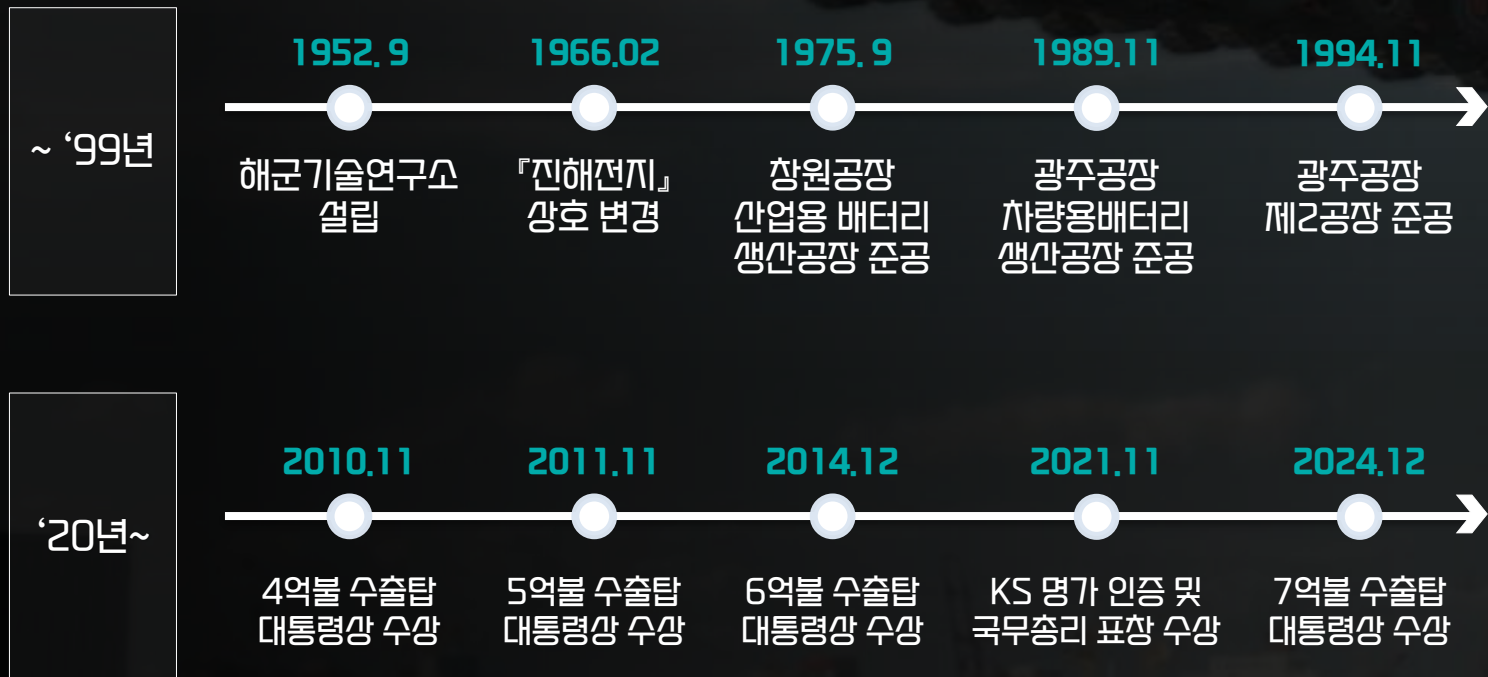 ~ ‘99년
1952. 9
1966.02
1975. 9
1989.11
1994.11
해군기술연구소
설립
『진해전지』
상호 변경
창원공장
산업용 배터리
생산공장 준공
광주공장
차량용배터리
생산공장 준공
광주공장
제2공장 준공
‘20년~
2010.11
2011.11
2014.12
2021.11
2024.12
4억불 수출탑
대통령상 수상
5억불 수출탑
대통령상 수상
6억불 수출탑
대통령상 수상
KS 명가 인증 및
국무총리 표창 수상
7억불 수출탑
대통령상 수상